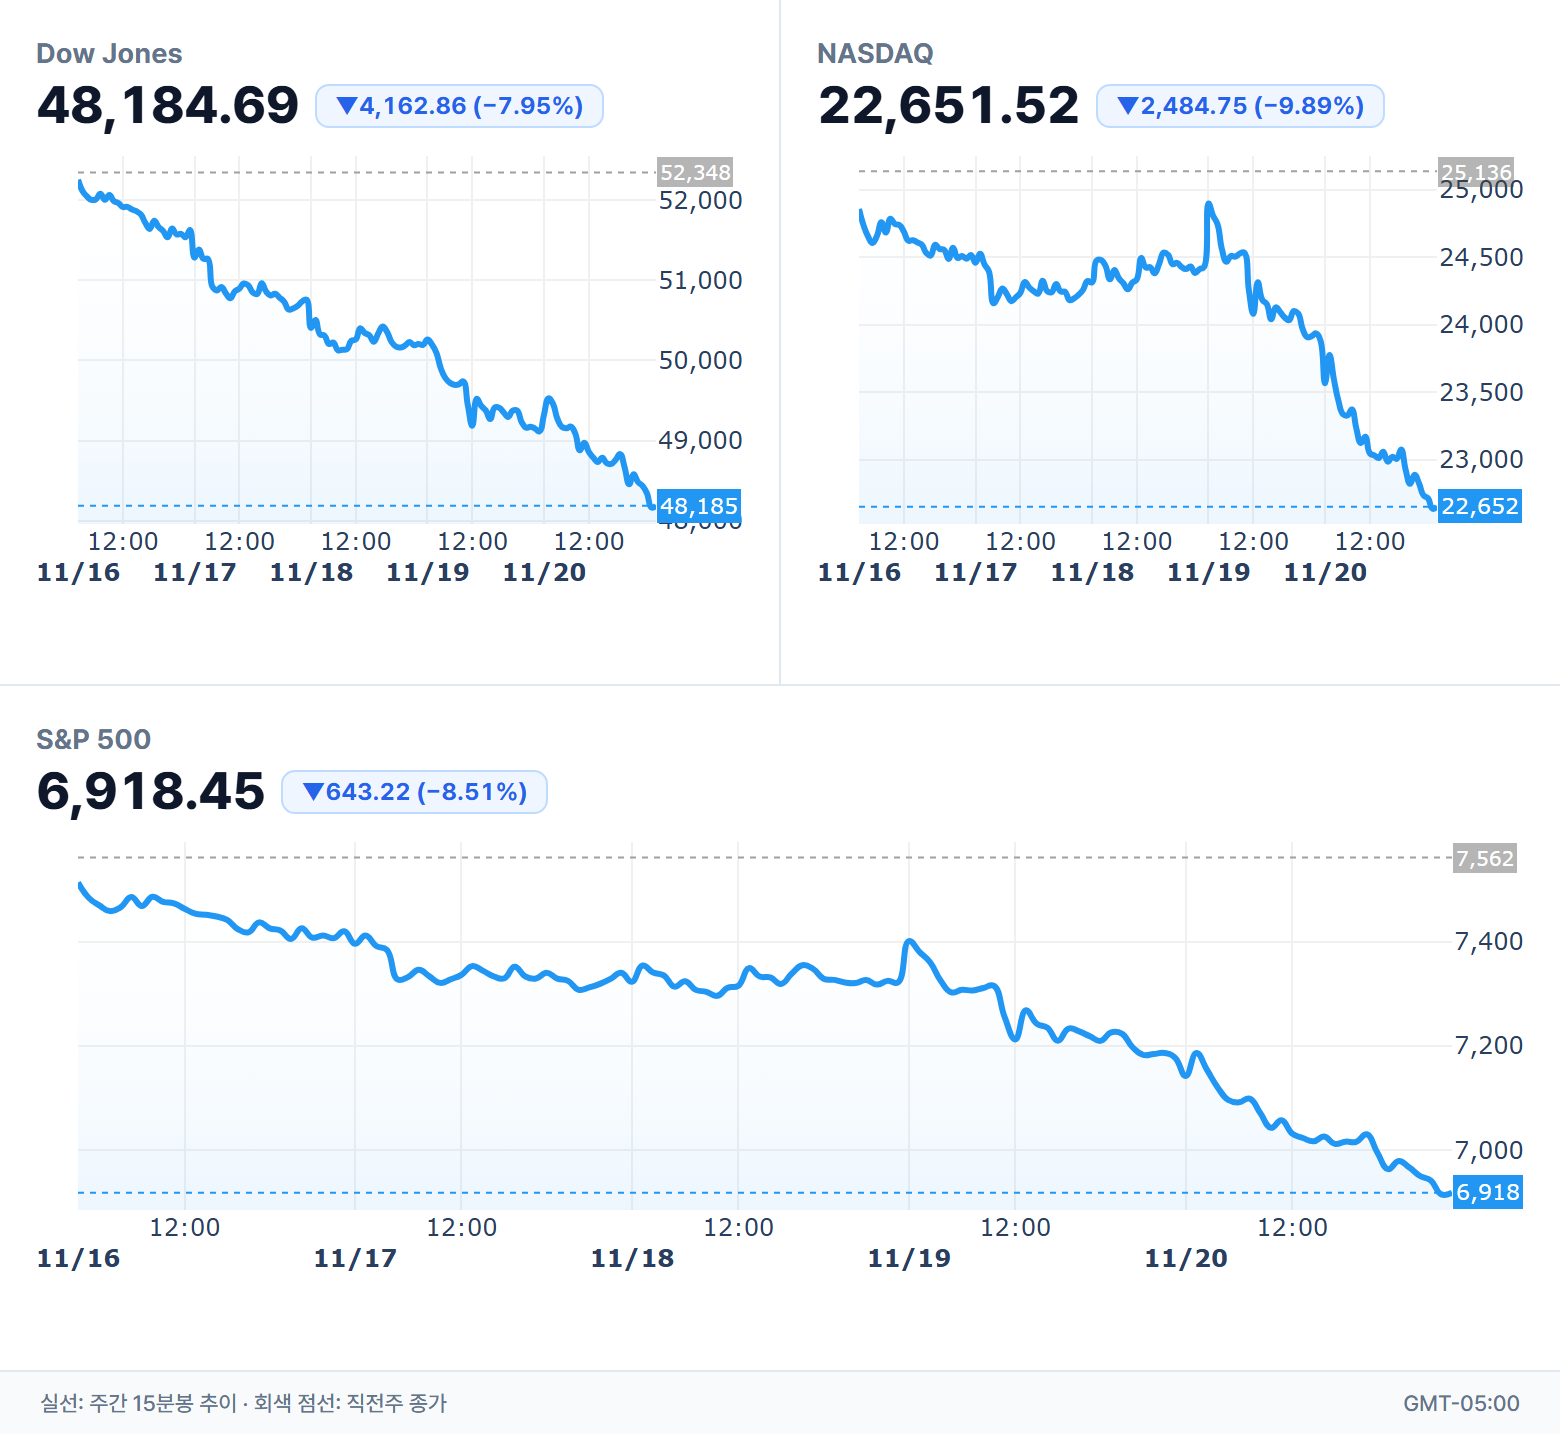 Dow Jones
48,184.69 ▼4,162.86 (−7.95%)
52,348
52,000
51,000
50,000
49,000
48,185
48,000
12:00 12:00 12:00 12:00 12:00
11/16 11/17 11/18 11/19 11/20
NASDAQ
22,651.52 ▼2,484.75 (−9.89%)
25,136
25,000
24,500
24,000
23,500
23,000
22,652
12:00 12:00 12:00 12:00 12:00
11/16 11/17 11/18 11/19 11/20
S&P 500
6,918.45 ▼643.22 (−8.51%)
7,562
7,400
7,200
7,000
6,918
12:00 12:00 12:00 12:00 12:00
11/16 11/17 11/18 11/19 11/20
실선: 주간 15분봉 추이 · 회색 점선: 직전주 종가
GMT-05:00